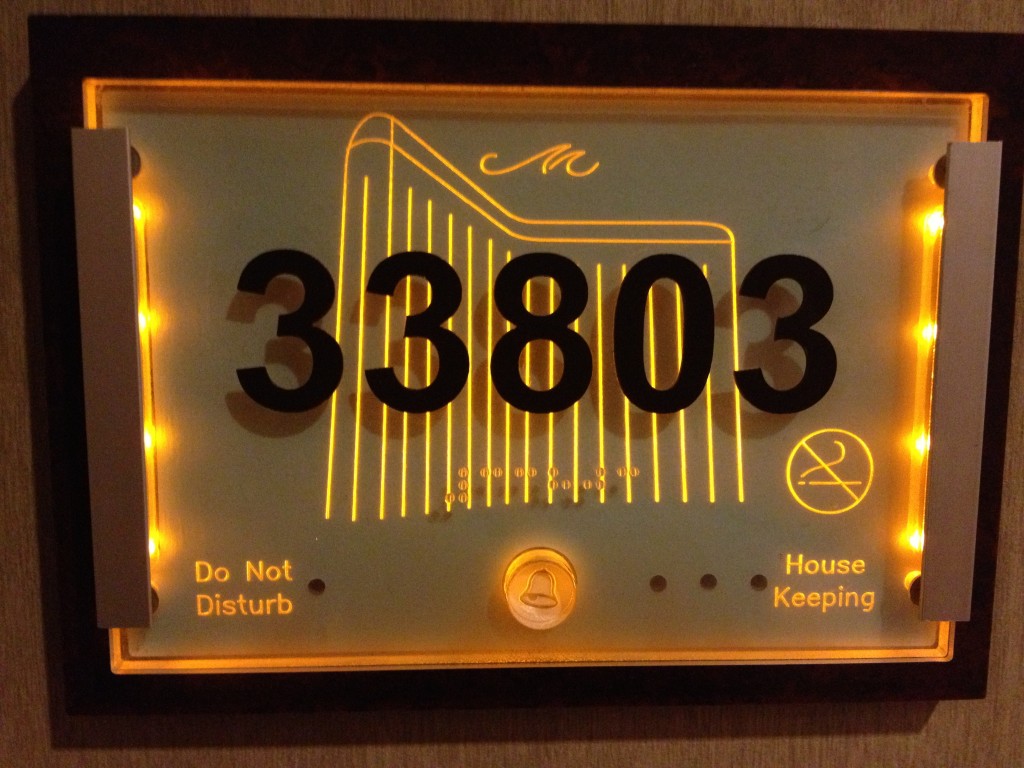 33803
Do Not
Disturb
House
Keeping